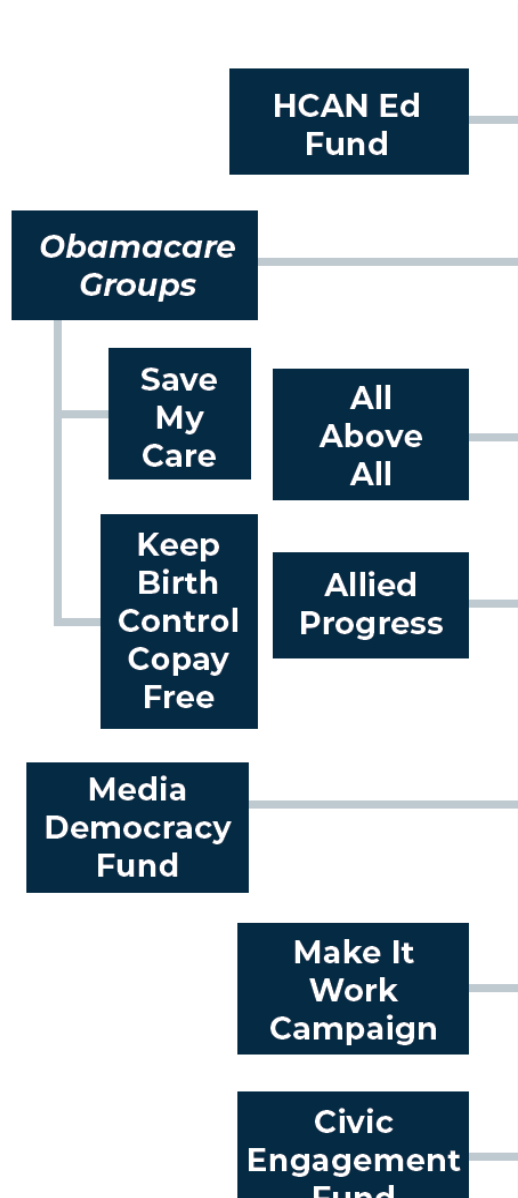 HCAN Ed
Fund
Obamacare
Groups
Save
My
Care
All
Above
All
Keep
Birth
Control
Copay
Free
Allied
Progress
Media
Democracy
Fund
Make It
Work
Campaign
Civic
Engagement
Fund